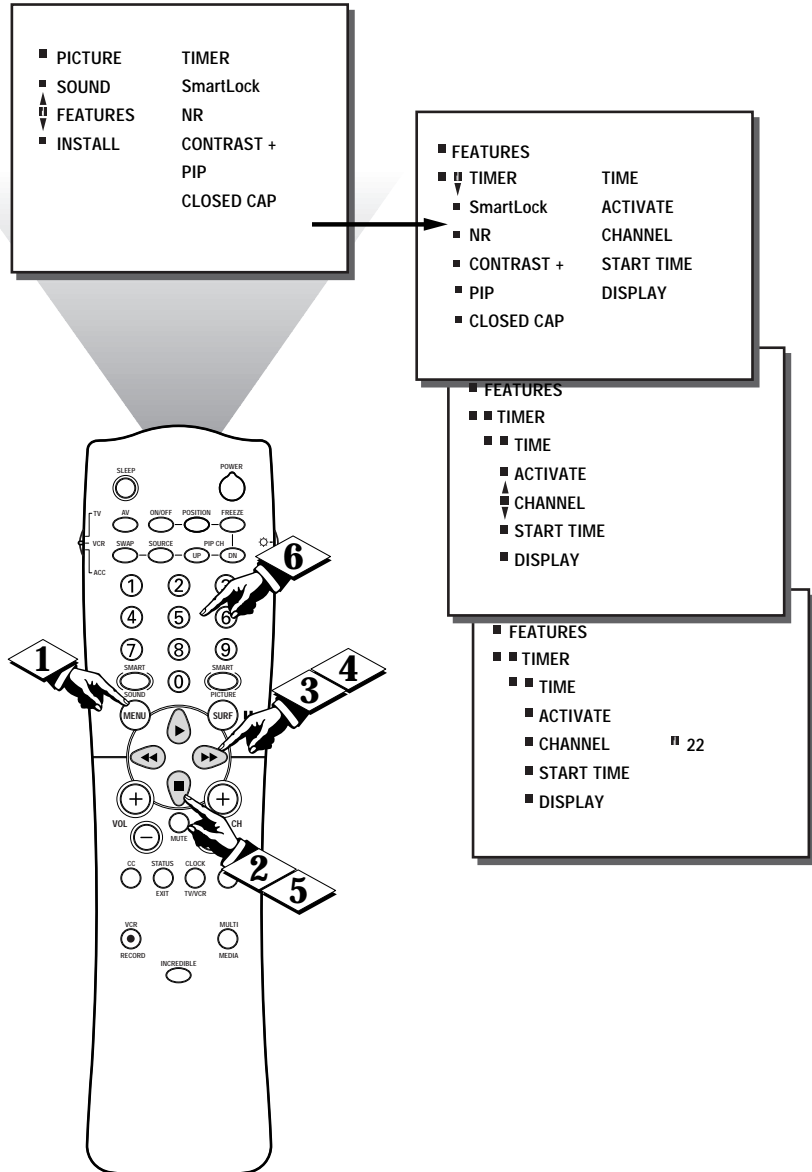 PICTURE TIMER
SOUND SmartLock
FEATURES NR
INSTALL CONTRAST +
PIP
CLOSED CAP
FEATURES
TIMER TIME
SmartLock ACTIVATE
NR CHANNEL
CONTRAST + START TIME
PIP DISPLAY
CLOSED CAP
FEATURES
TIMER
TIME
ACTIVATE
CHANNEL
START TIME
DISPLAY
FEATURES
TIMER
TIME
ACTIVATE
CHANNEL 22
START TIME
DISPLAY
SLEEP POWER
TV AV ON/OFF POSITION FREEZE
VCR SWAP SOURCE PIP CH
UP DN
ACC
1 2 3
4 5 6
7 8 9
SMART 0 SMART
SOUND PICTURE
MENU SURF
VOL CH
MUTE
CC STATUS CLOCK
EXIT TV/VCR
VCR MULTI
RECORD MEDIA
INCREDIBLE
6
1
3 4
2 5